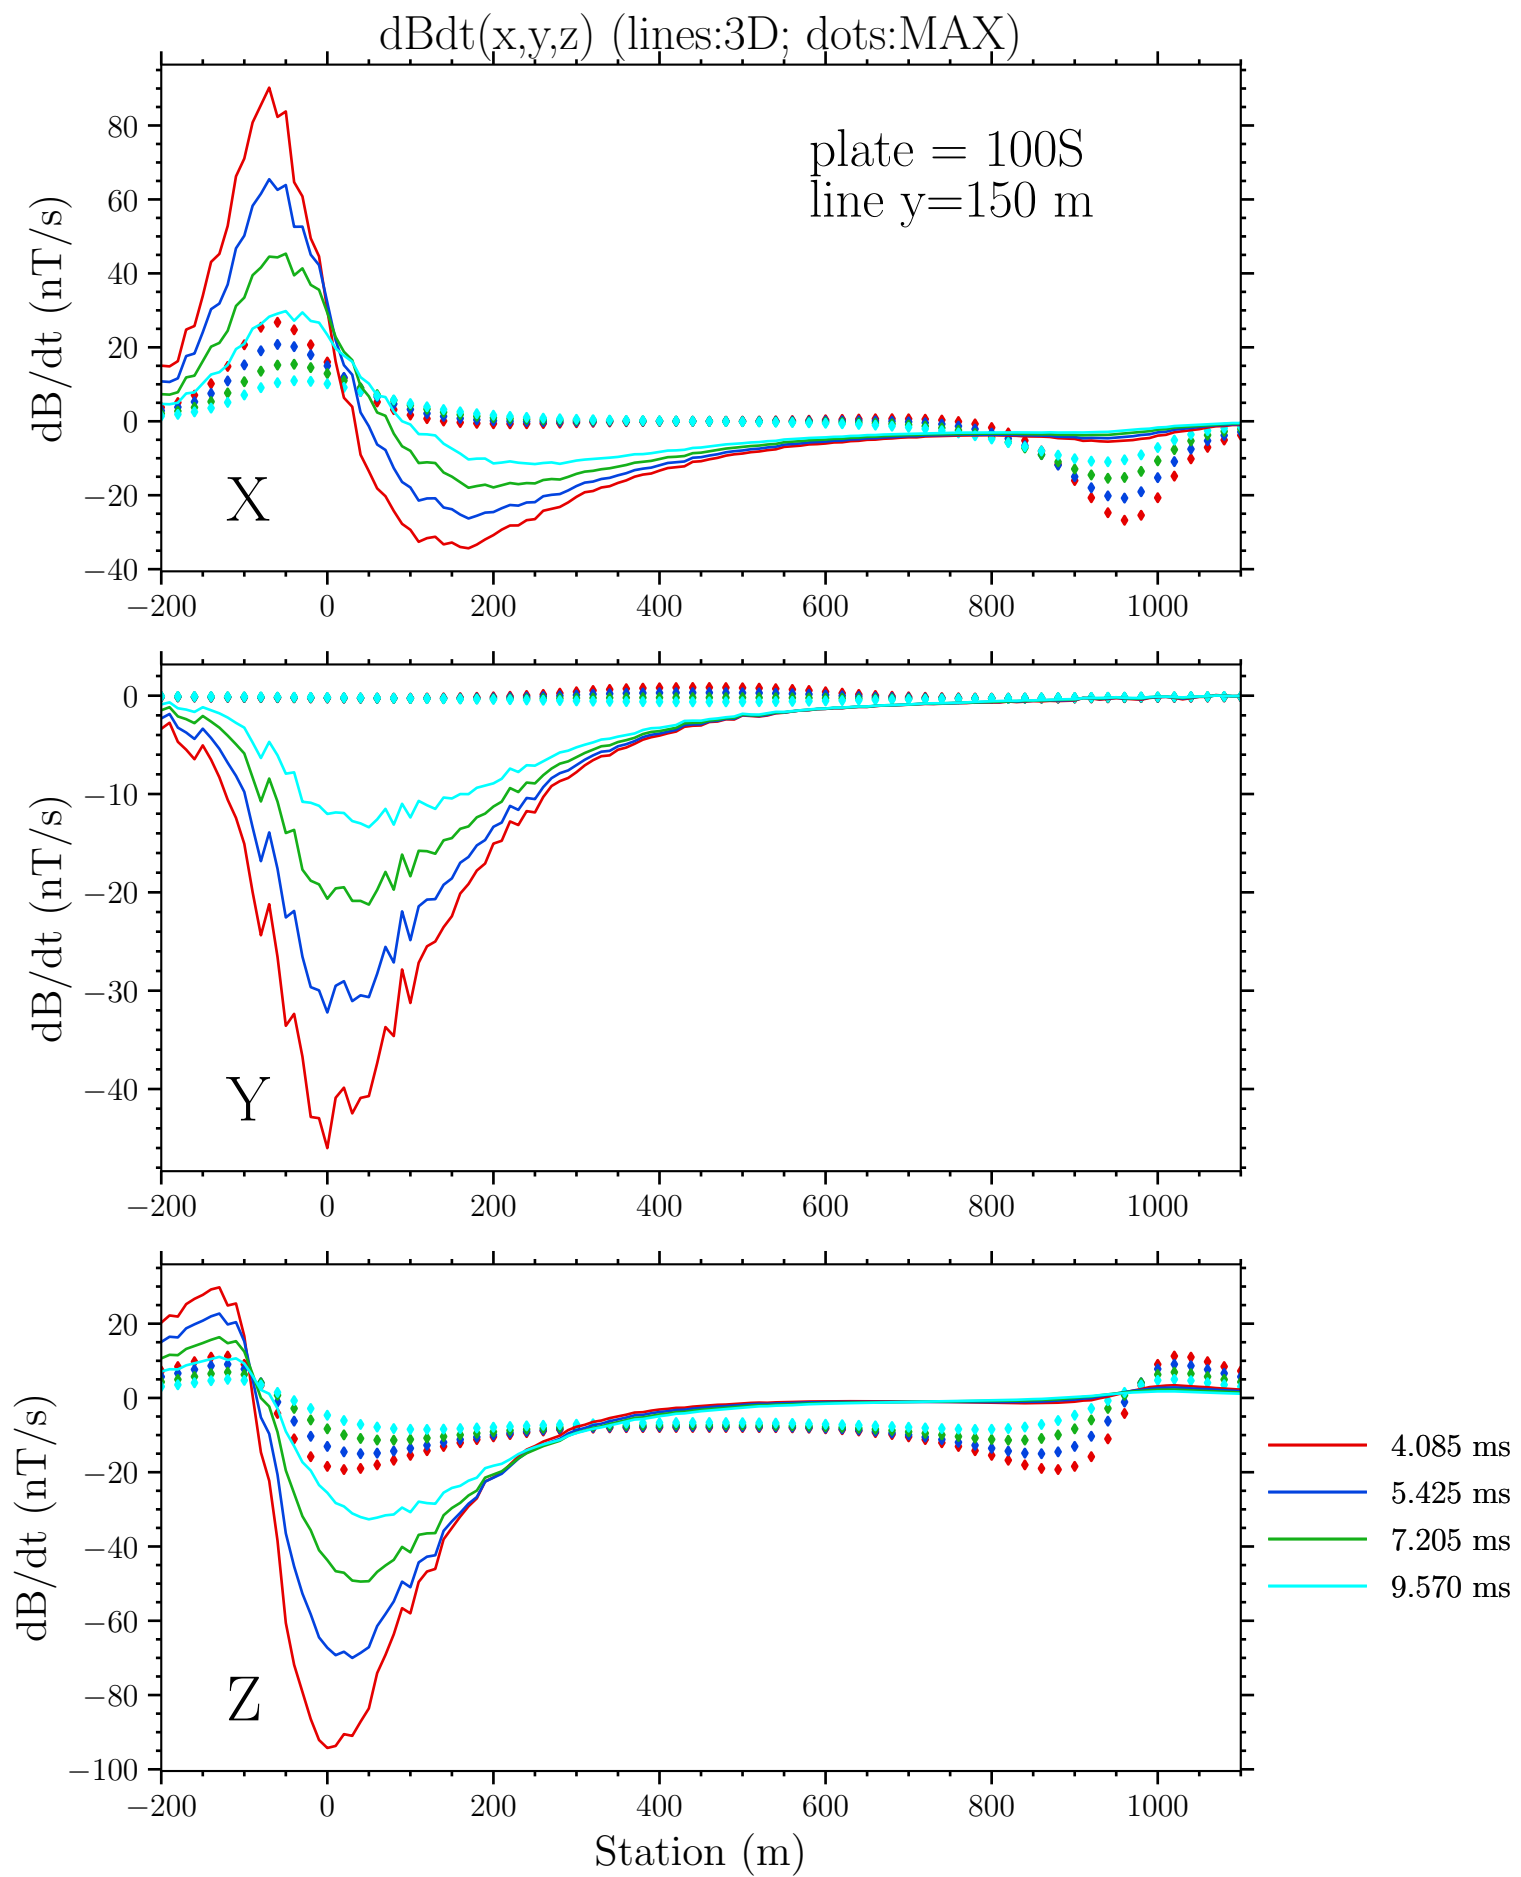 dBdt(x,y,z) (lines:3D; dots:MAX)
80
60
40
20
0
−20
−40
dB/dt (nT/s)
plate = 100S
line y=150 m
X
−200 0 200 400 600 800 1000
0
−10
−20
−30
−40
dB/dt (nT/s)
Y
−200 0 200 400 600 800 1000
20
0
−20
−40
−60
−80
−100
dB/dt (nT/s)
Z
−200 0 200 400 600 800 1000
Station (m)
4.085 ms
5.425 ms
7.205 ms
9.570 ms